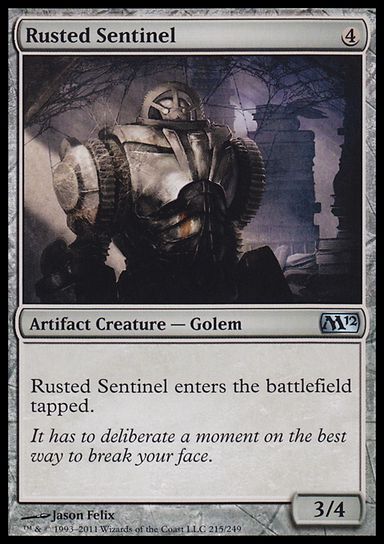 Rusted Sentinel 4
Artifact Creature — Golem M12
Rusted Sentinel enters the battlefield
tapped.
It has to deliberate a moment on the best
way to break your face.
Jason Felix
™ & © 1993–2011 Wizards of the Coast LLC 215/249
3/4